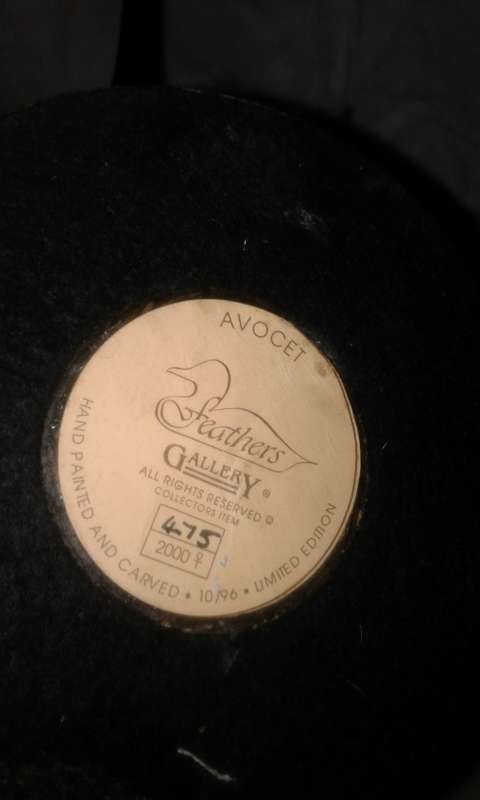 AVOCET
Feathers
GALLERY ®
ALL RIGHTS RESERVED ©
COLLECTORS ITEM
475
2000 ♀
HAND PAINTED AND CARVED • 10/96 • LIMITED EDITION